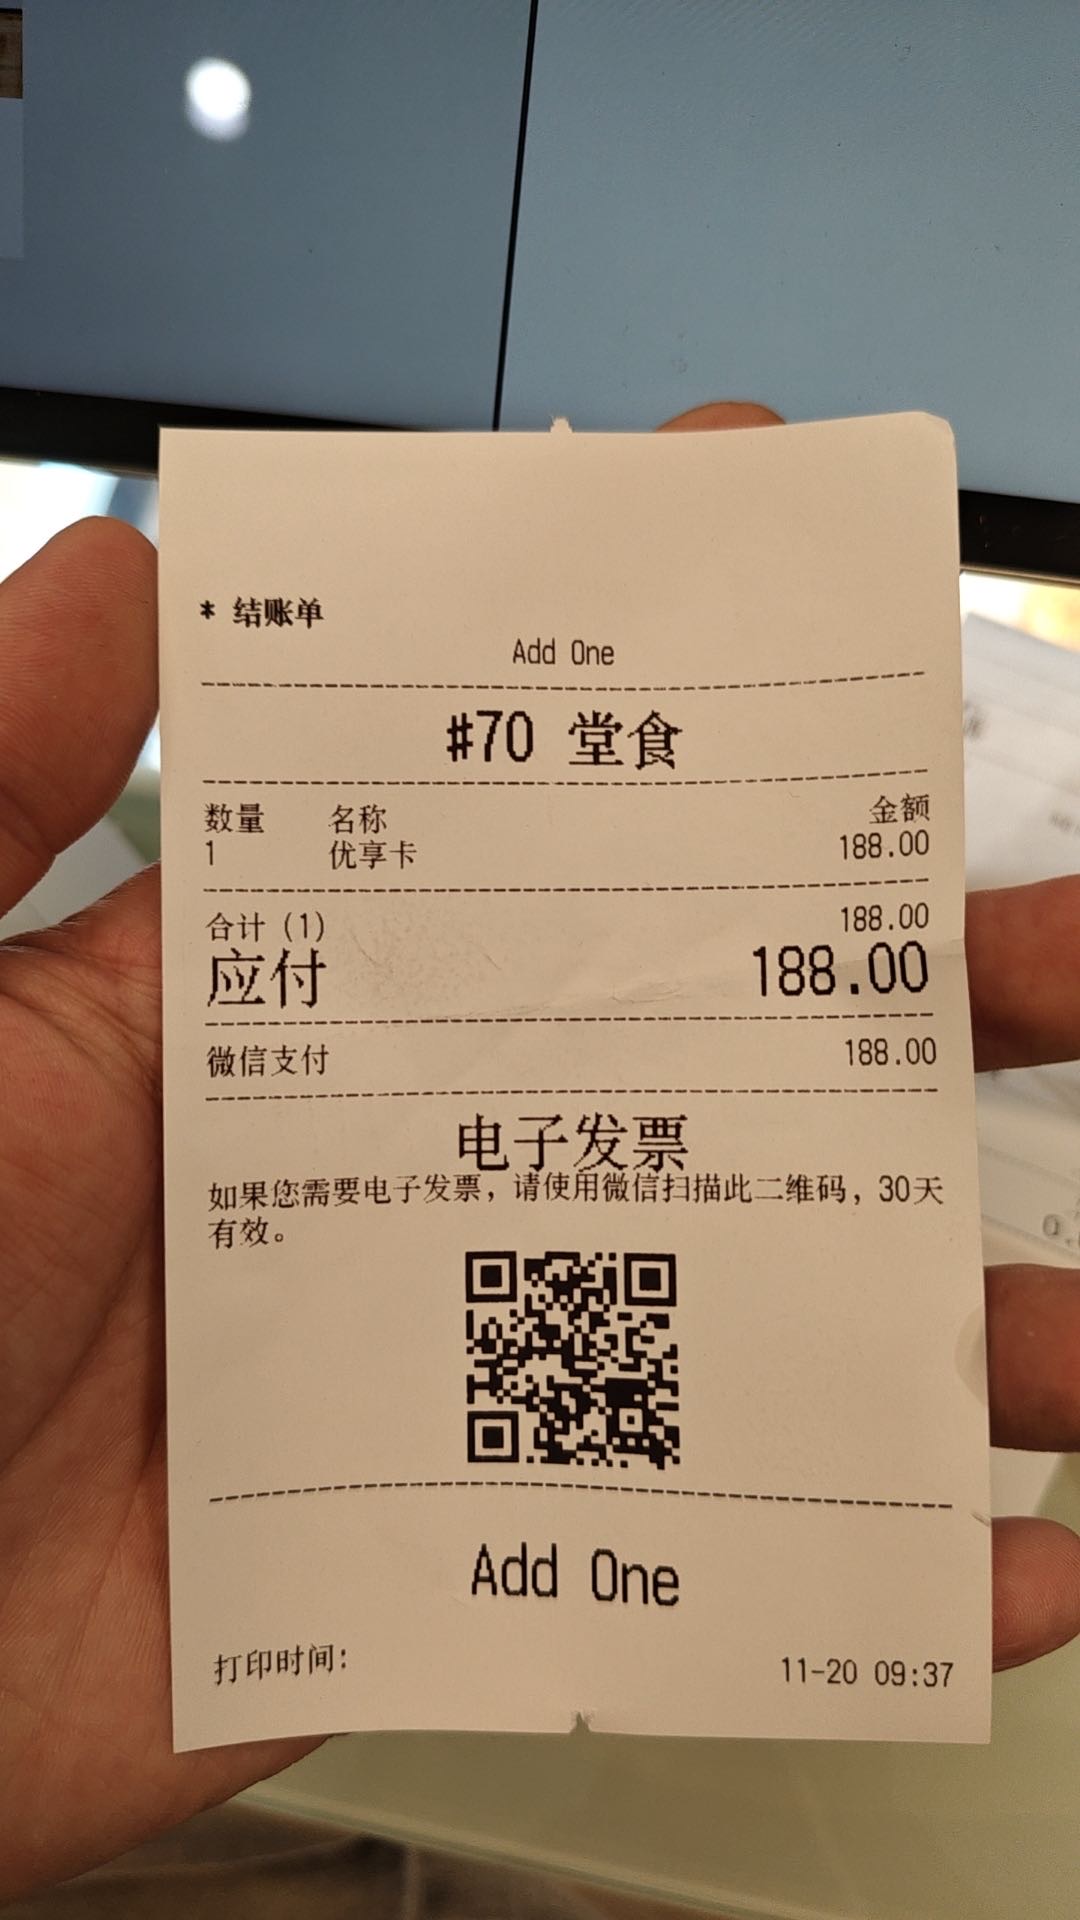 * 结账单
Add One
#70 堂食
数量 名称 金额
1 优享卡 188.00
合计(1) 188.00
应付 188.00
微信支付 188.00
电子发票
如果您需要电子发票，请使用微信扫描此二维码，30天
有效。
Add One
打印时间: 11-20 09:37